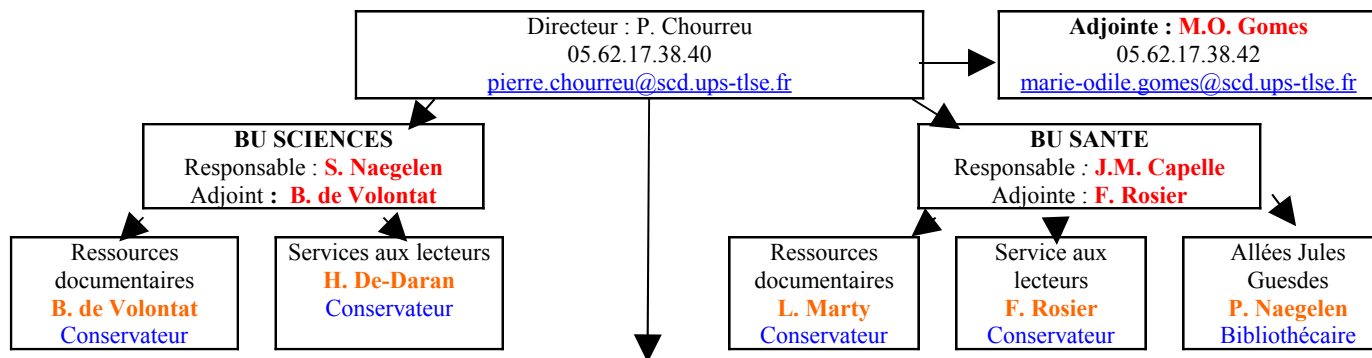 Directeur : P. Chourreu
05.62.17.38.40
pierre.chourreu@scd.ups-tlse.fr
Adjointe : M.O. Gomes
05.62.17.38.42
marie-odile.gomes@scd.ups-tlse.fr
BU SCIENCES
Responsable : S. Naegelen
Adjoint : B. de Volontat
BU SANTE
Responsable : J.M. Capelle
Adjointe : F. Rosier
Ressources
documentaires
B. de Volontat
Conservateur
Services aux lecteurs
H. De-Daran
Conservateur
Ressources
documentaires
L. Marty
Conservateur
Service aux
lecteurs
F. Rosier
Conservateur
Allées Jules
Guesdes
P. Naegelen
Bibliothécaire